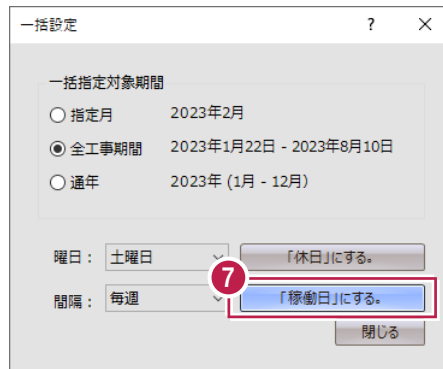 一括設定
?
×
一括指定対象期間
指定月 2023年2月
全工事期間 2023年1月22日 - 2023年8月10日
通年 2023年 (1月 - 12月)
曜日： 土曜日 「休日」にする。
7
間隔： 毎週 「稼働日」にする。
閉じる